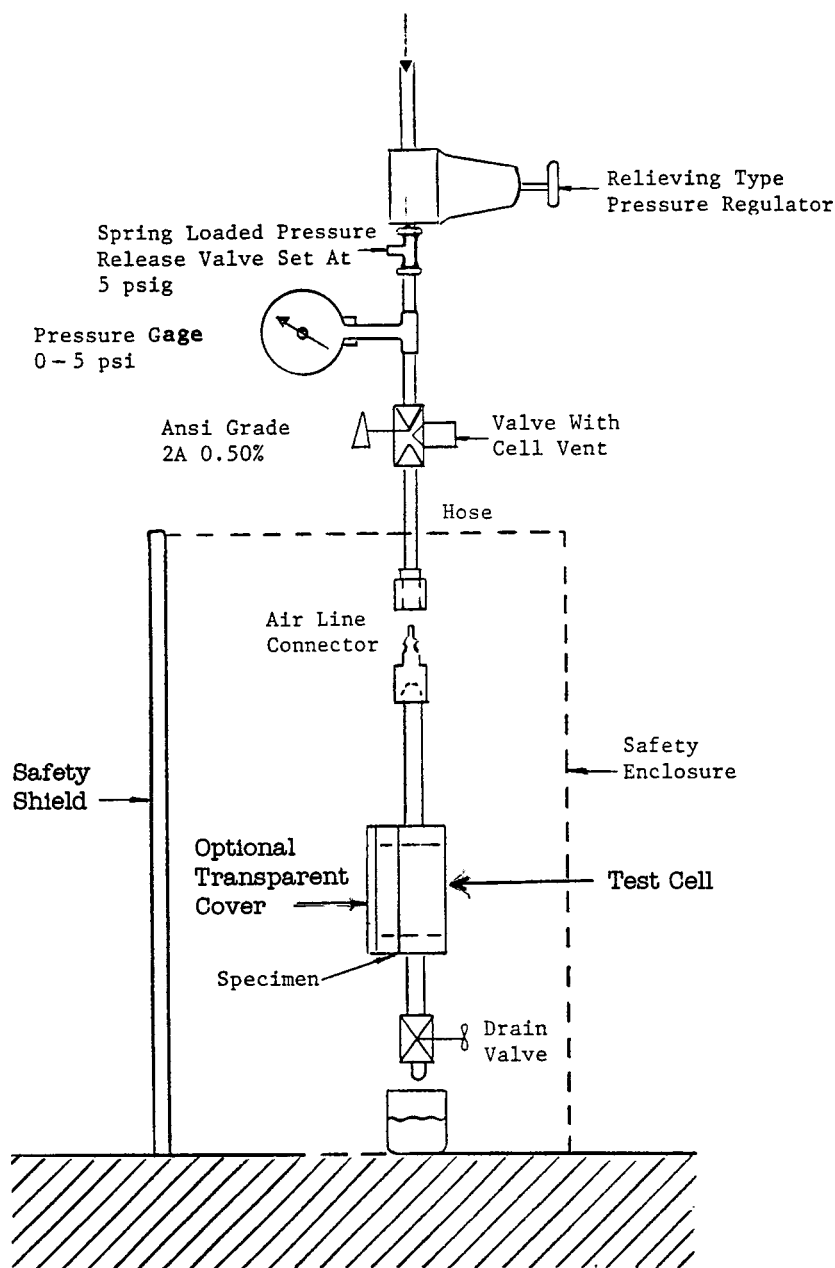 Relieving Type
Pressure Regulator
Spring Loaded Pressure
Release Valve Set At
5 psig
Pressure Gage
0-5 psi
Ansi Grade
2A 0.50%
Valve With
Cell Vent
Hose
Air Line
Connector
Safety
Enclosure
Safety
Shield
Optional
Transparent
Cover
Test Cell
Specimen
Drain
Valve